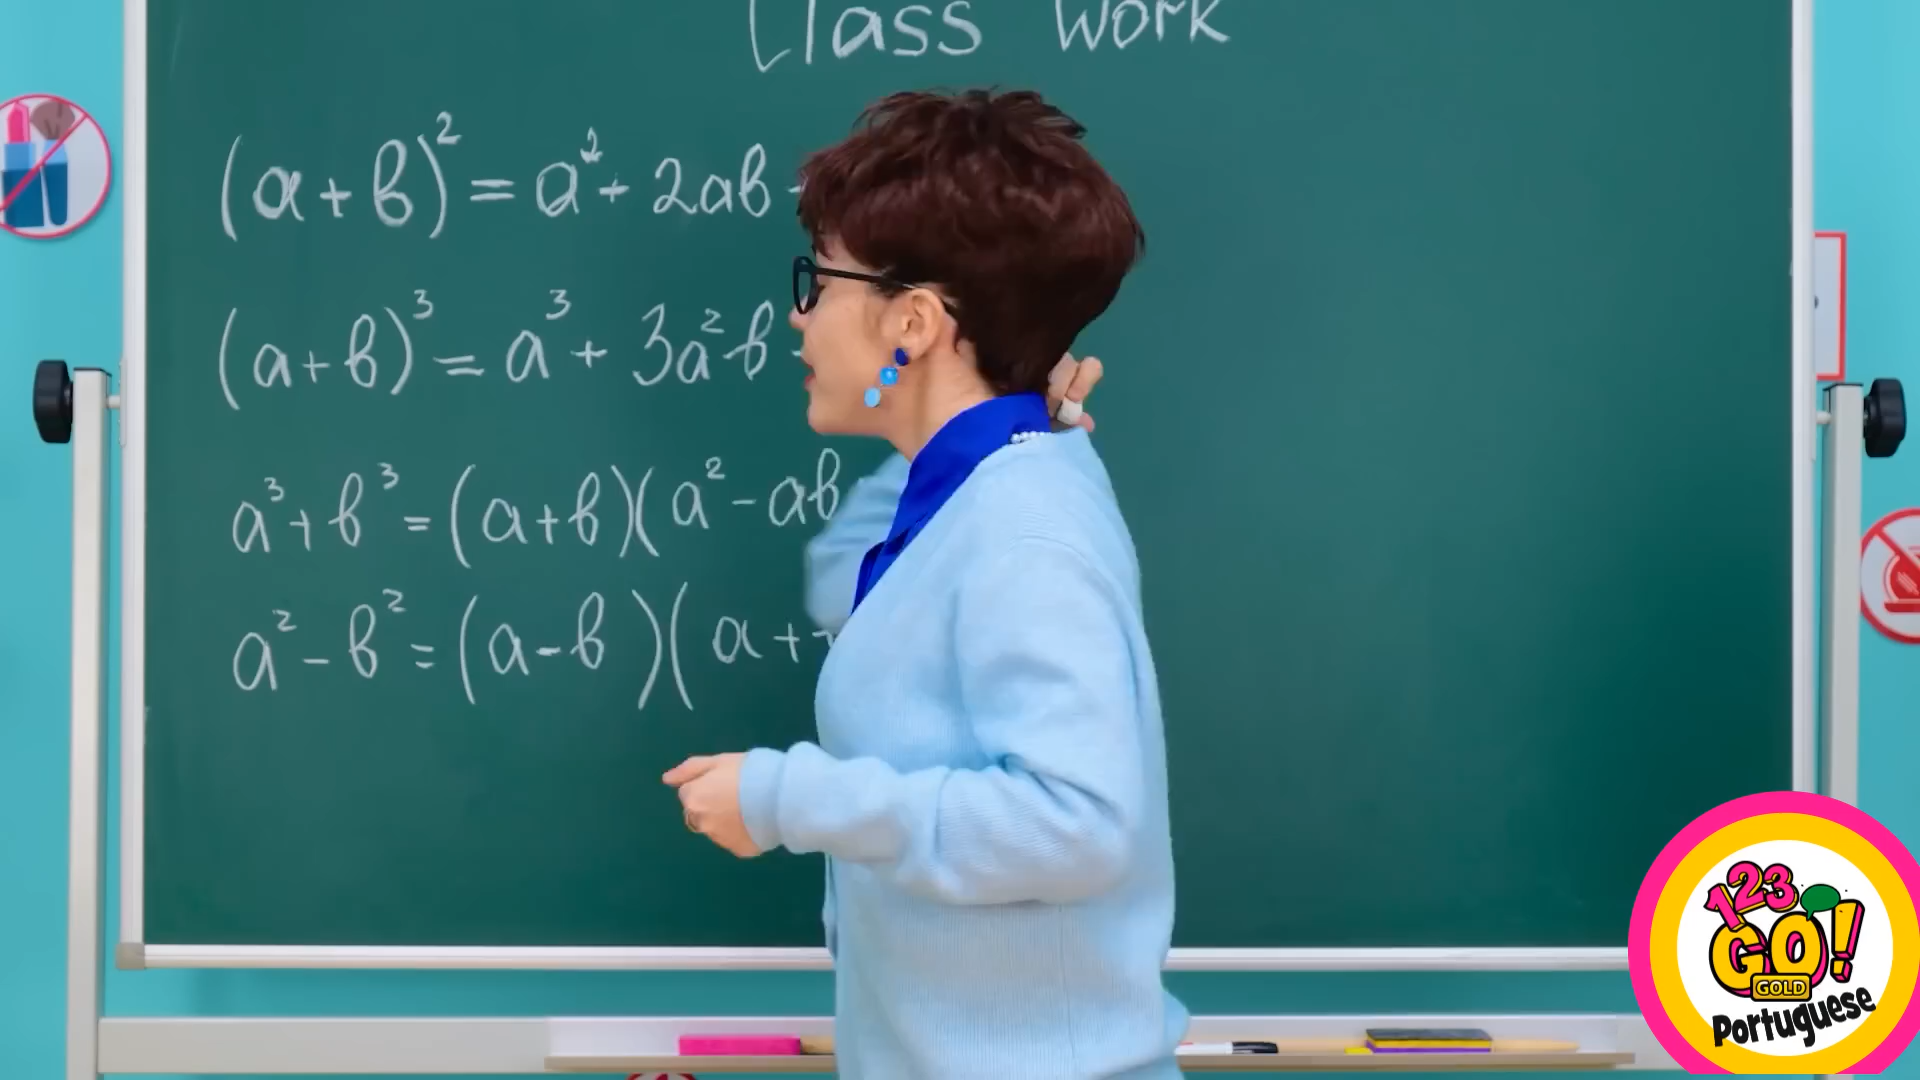 Class Work
(a + b)² = a² + 2ab +
(a + b)³ = a³ + 3a²b
a³ + b³ = (a + b)(a² - ab
a² - b² = (a - b)(a +
123
GO!
GOLD
Portuguese